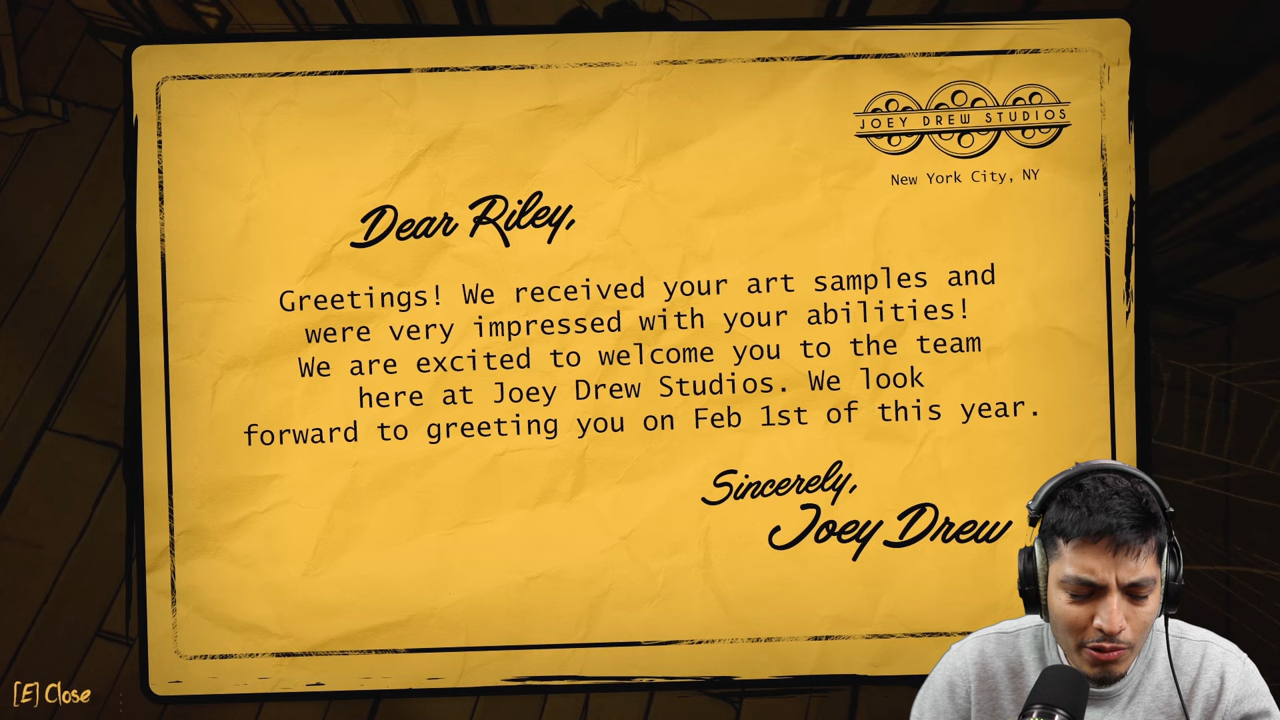 JOEY DREW STUDIOS
New York City, NY
Dear Riley,
Greetings! We received your art samples and
were very impressed with your abilities!
We are excited to welcome you to the team
here at Joey Drew Studios. We look
forward to greeting you on Feb 1st of this year.
Sincerely,
Joey Drew
[E] Close